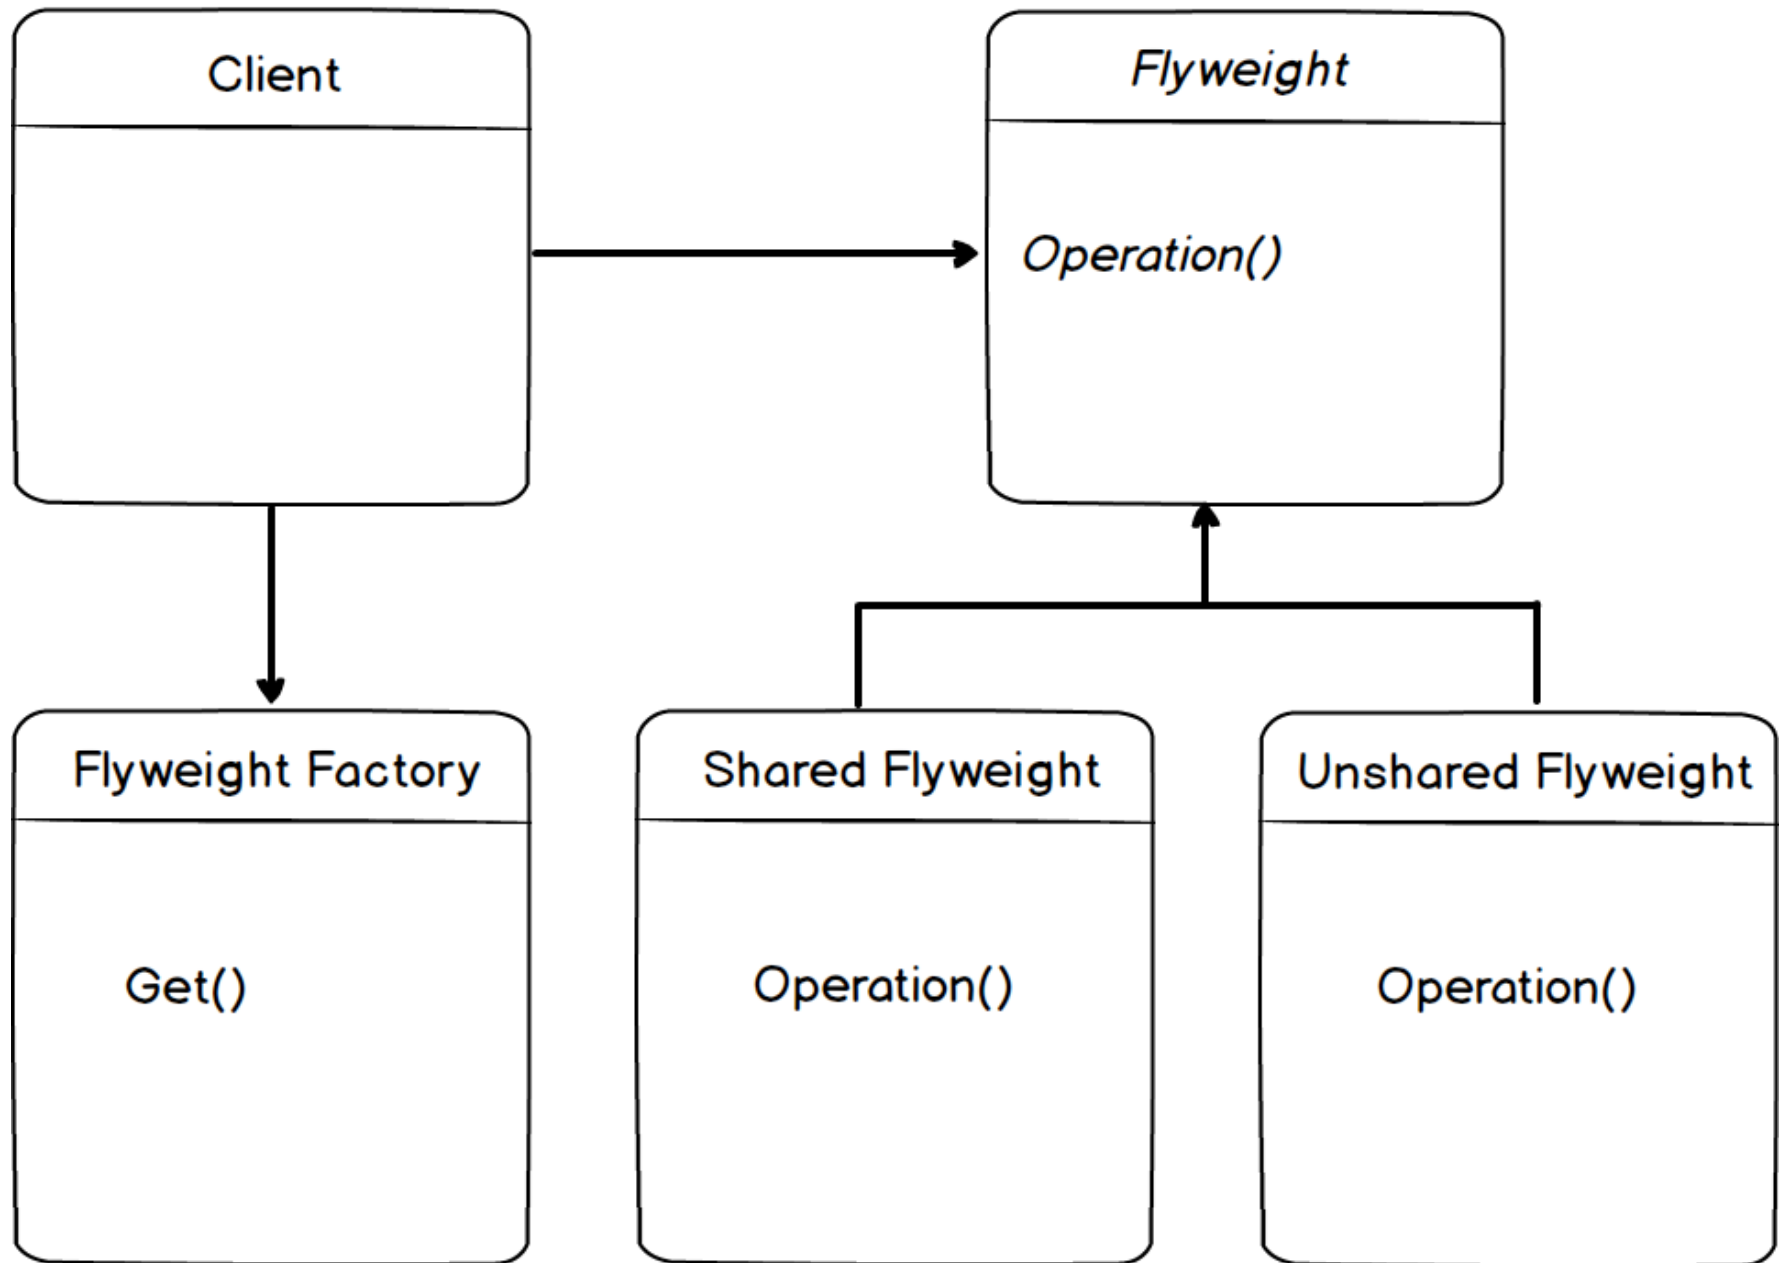 Client
Flyweight
Operation()
Flyweight Factory
Get()
Shared Flyweight
Operation()
Unshared Flyweight
Operation()